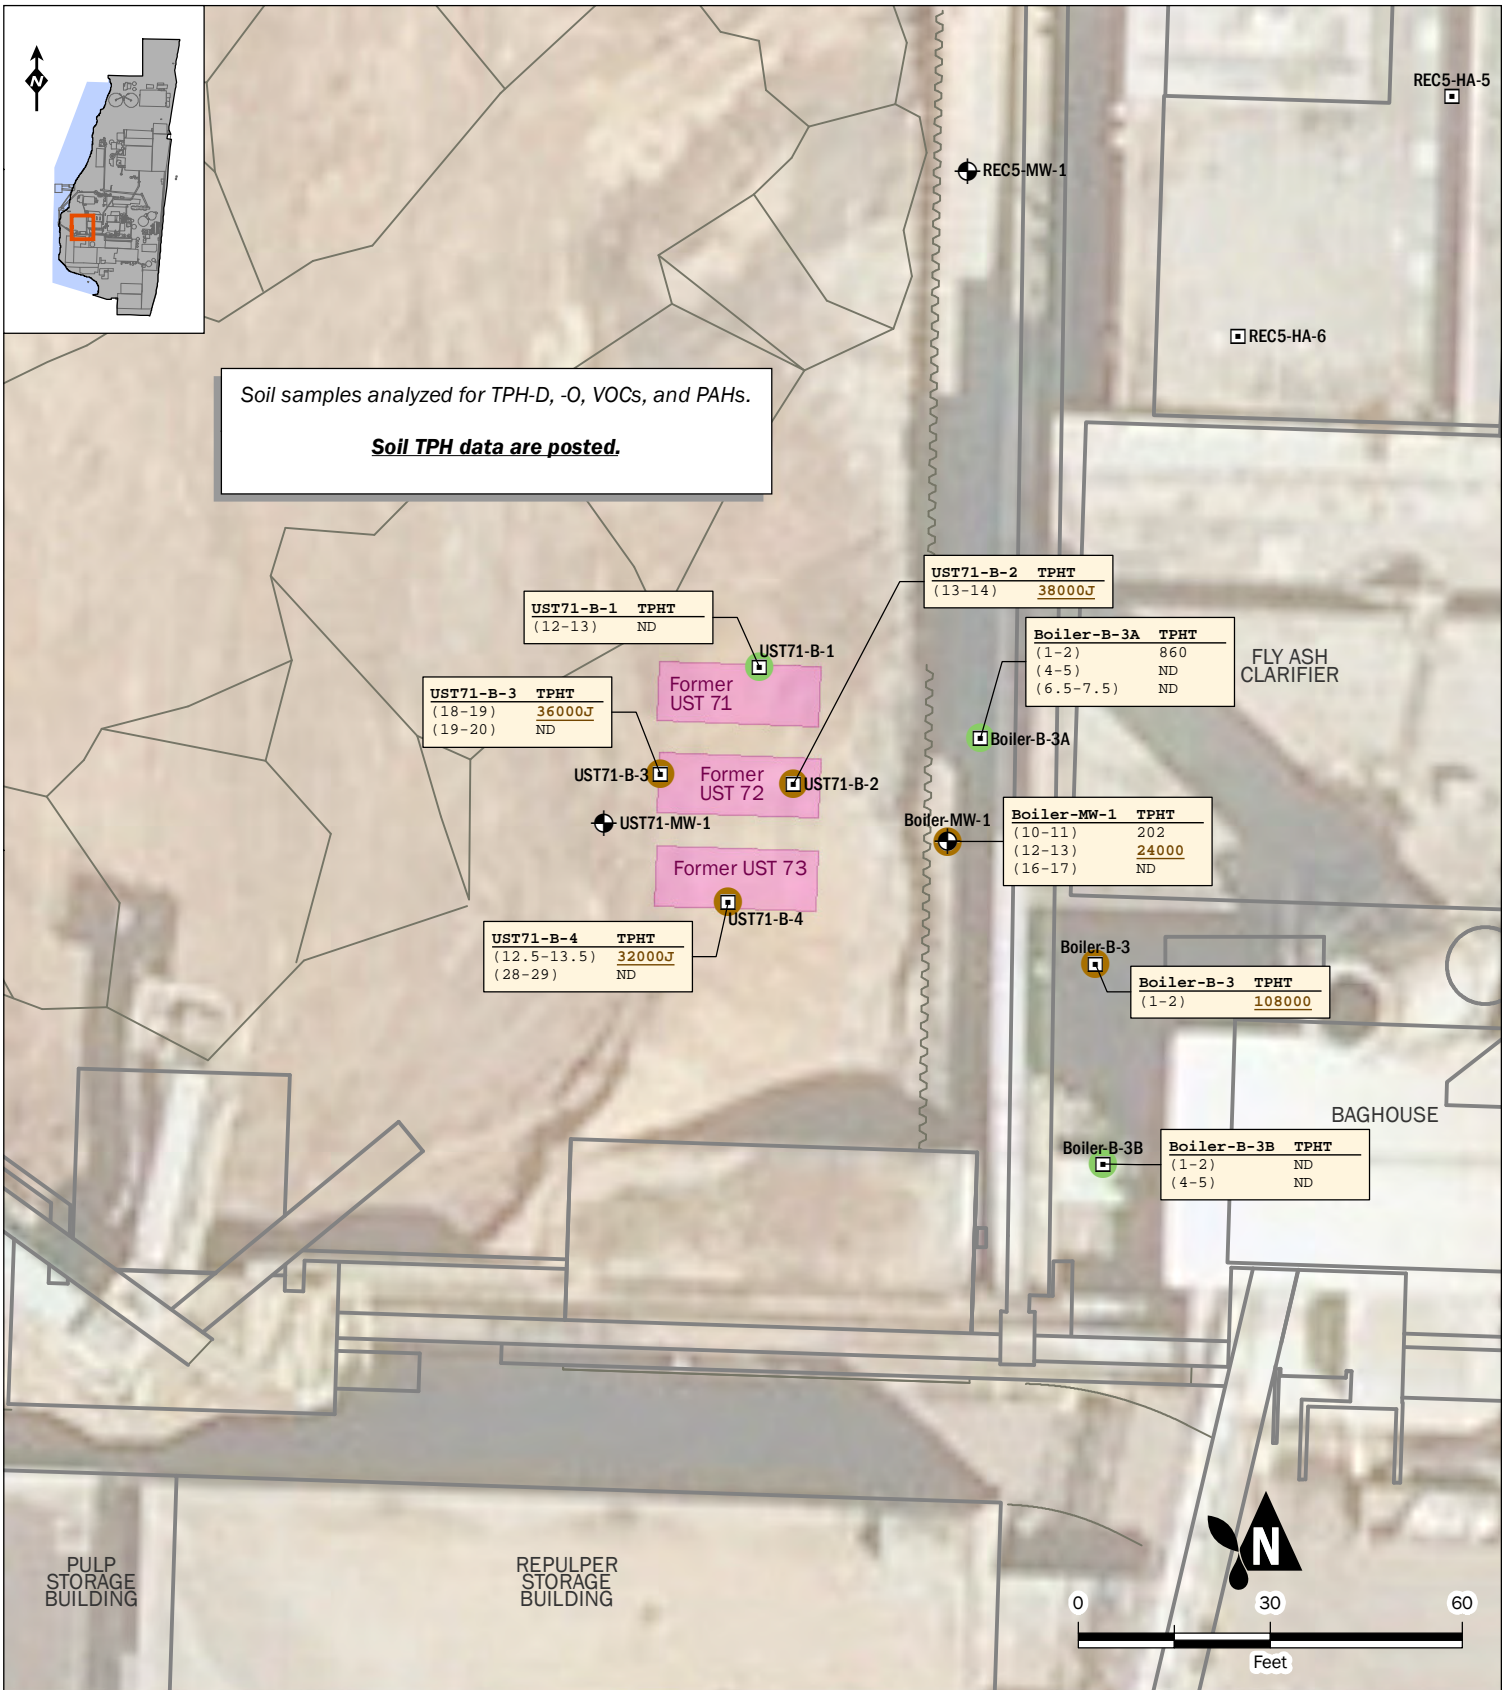 N
REC5-HA-5
REC5-MW-1
REC5-HA-6
Soil samples analyzed for TPH-D, -O, VOCs, and PAHs.
Soil TPH data are posted.
UST71-B-2 TPHT
(13-14) 38000J
UST71-B-1 TPHT
(12-13) ND
UST71-B-1
Boiler-B-3A TPHT
(1-2) 860
(4-5) ND
(6.5-7.5) ND
FLY ASH
CLARIFIER
Former
UST 71
UST71-B-3 TPHT
(18-19) 36000J
(19-20) ND
Boiler-B-3A
UST71-B-3
Former
UST 72
UST71-B-2
UST71-MW-1
Boiler-MW-1
Boiler-MW-1 TPHT
(10-11) 202
(12-13) 24000
(16-17) ND
Former UST 73
UST71-B-4
UST71-B-4 TPHT
(12.5-13.5) 32000J
(28-29) ND
Boiler-B-3
Boiler-B-3 TPHT
(1-2) 108000
BAGHOUSE
Boiler-B-3B
Boiler-B-3B TPHT
(1-2) ND
(4-5) ND
PULP
STORAGE
BUILDING
REPULPER
STORAGE
BUILDING
N
0 30 60
Feet